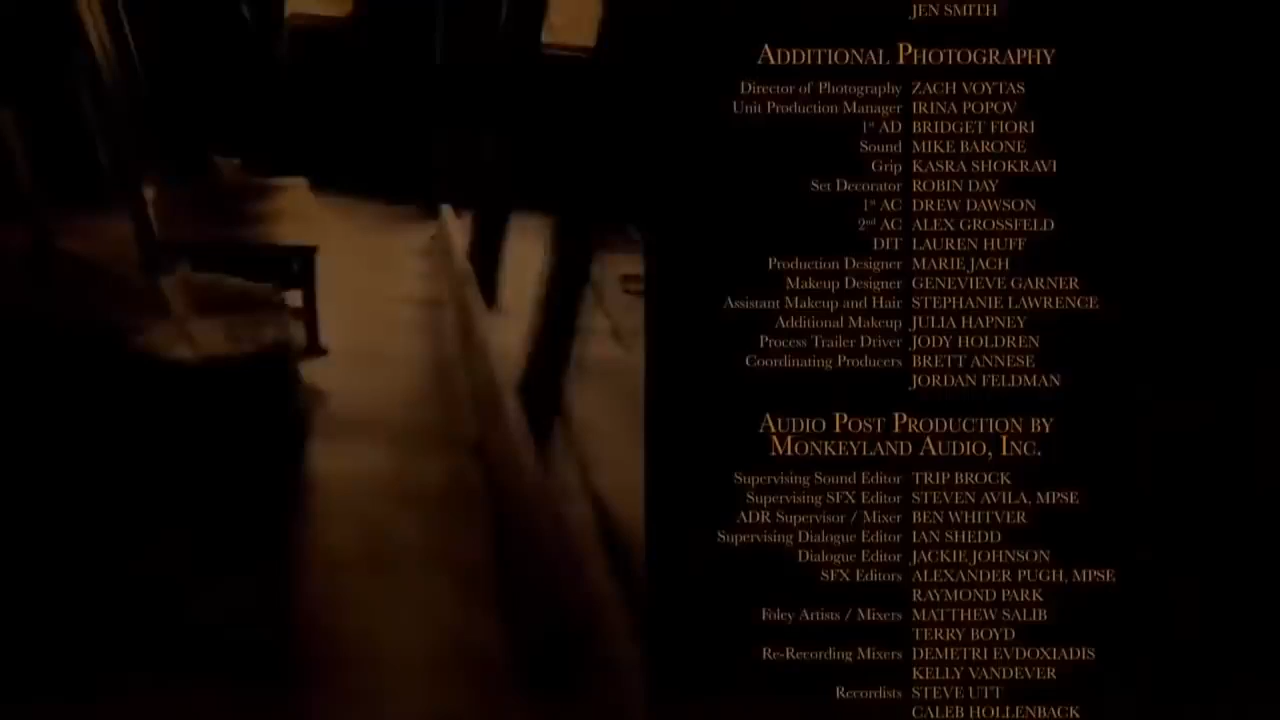 JEN SMITH
ADDITIONAL PHOTOGRAPHY
Director of Photography ZACH VOYTAS
Unit Production Manager IRINA POPOV
1st AD BRIDGET FIORI
Sound MIKE BARONE
Grip KASRA SHOKRAVI
Set Decorator ROBIN DAY
1st AC DREW DAWSON
2nd AC ALEX GROSSFELD
DIT LAUREN HUFF
Production Designer MARIE JACH
Makeup Designer GENEVIEVE GARNER
Assistant Makeup and Hair STEPHANIE LAWRENCE
Additional Makeup JULIA HAPNEY
Process Trailer Driver JODY HOLDREN
Coordinating Producers BRETT ANNESE
JORDAN FELDMAN
AUDIO POST PRODUCTION BY
MONKEYLAND AUDIO, INC.
Supervising Sound Editor TRIP BROCK
Supervising SFX Editor STEVEN AVILA, MPSE
ADR Supervisor / Mixer BEN WHITVER
Supervising Dialogue Editor IAN SHEDD
Dialogue Editor JACKIE JOHNSON
SFX Editors ALEXANDER PUGH, MPSE
RAYMOND PARK
Foley Artists / Mixers MATTHEW SALIB
TERRY BOYD
Re-Recording Mixers DEMETRI EVDOXIADIS
KELLY VANDEVER
Recordists STEVE UTT
CALEB HOLLENBACK